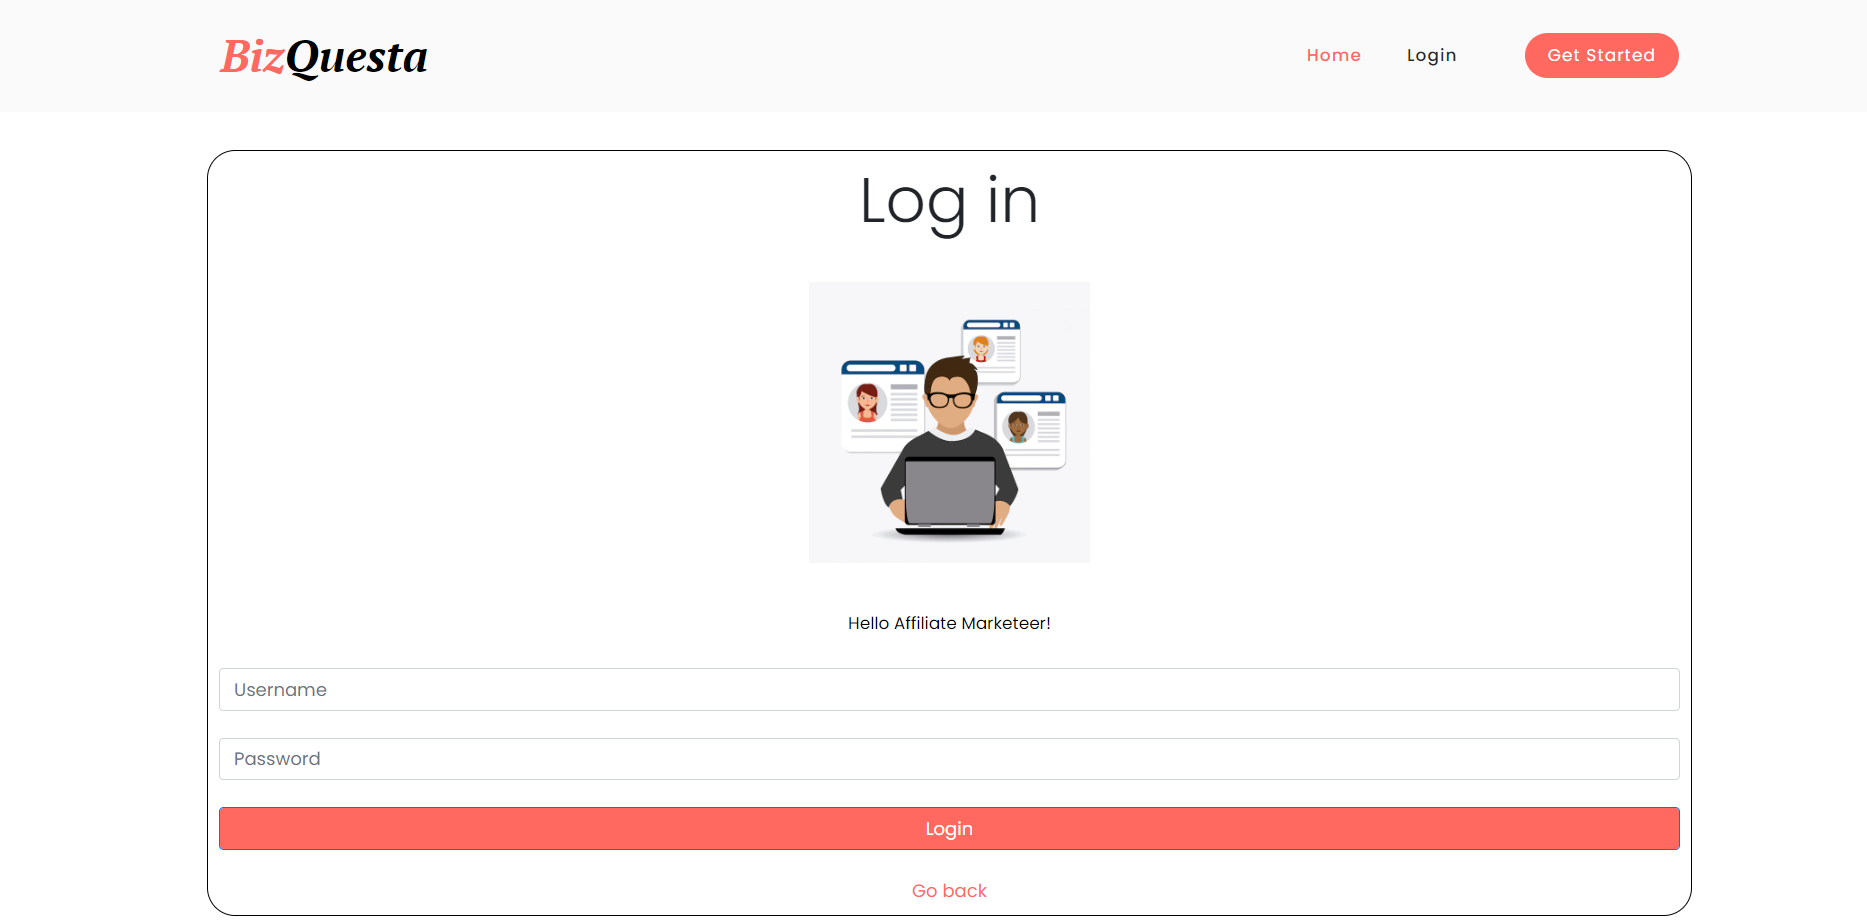 BizQuesta
Home
Login
Get Started
Log in
Hello Affiliate Marketeer!
Username
Password
Login
Go back